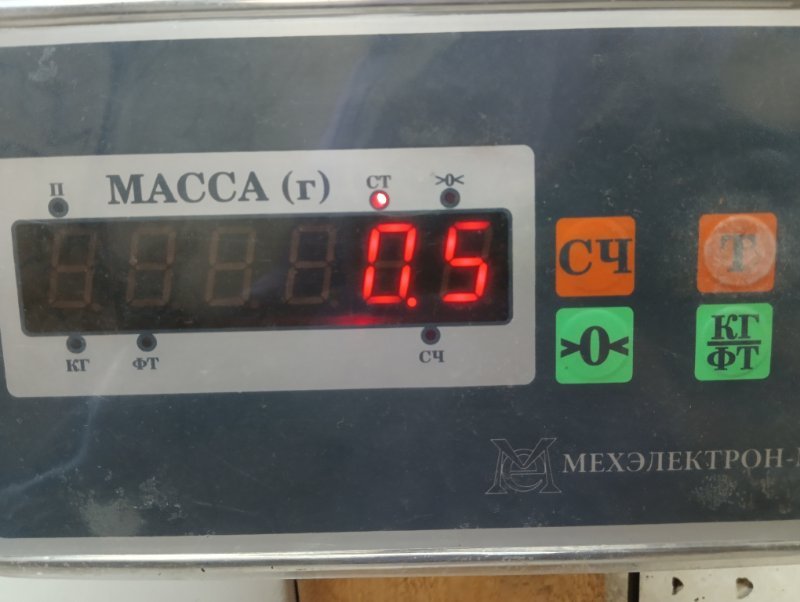 П МАССА (г) СТ >0<
0.5
КГ ФТ СЧ
СЧ Т
>0< КГ/ФТ
МЕХЭЛЕКТРОН-